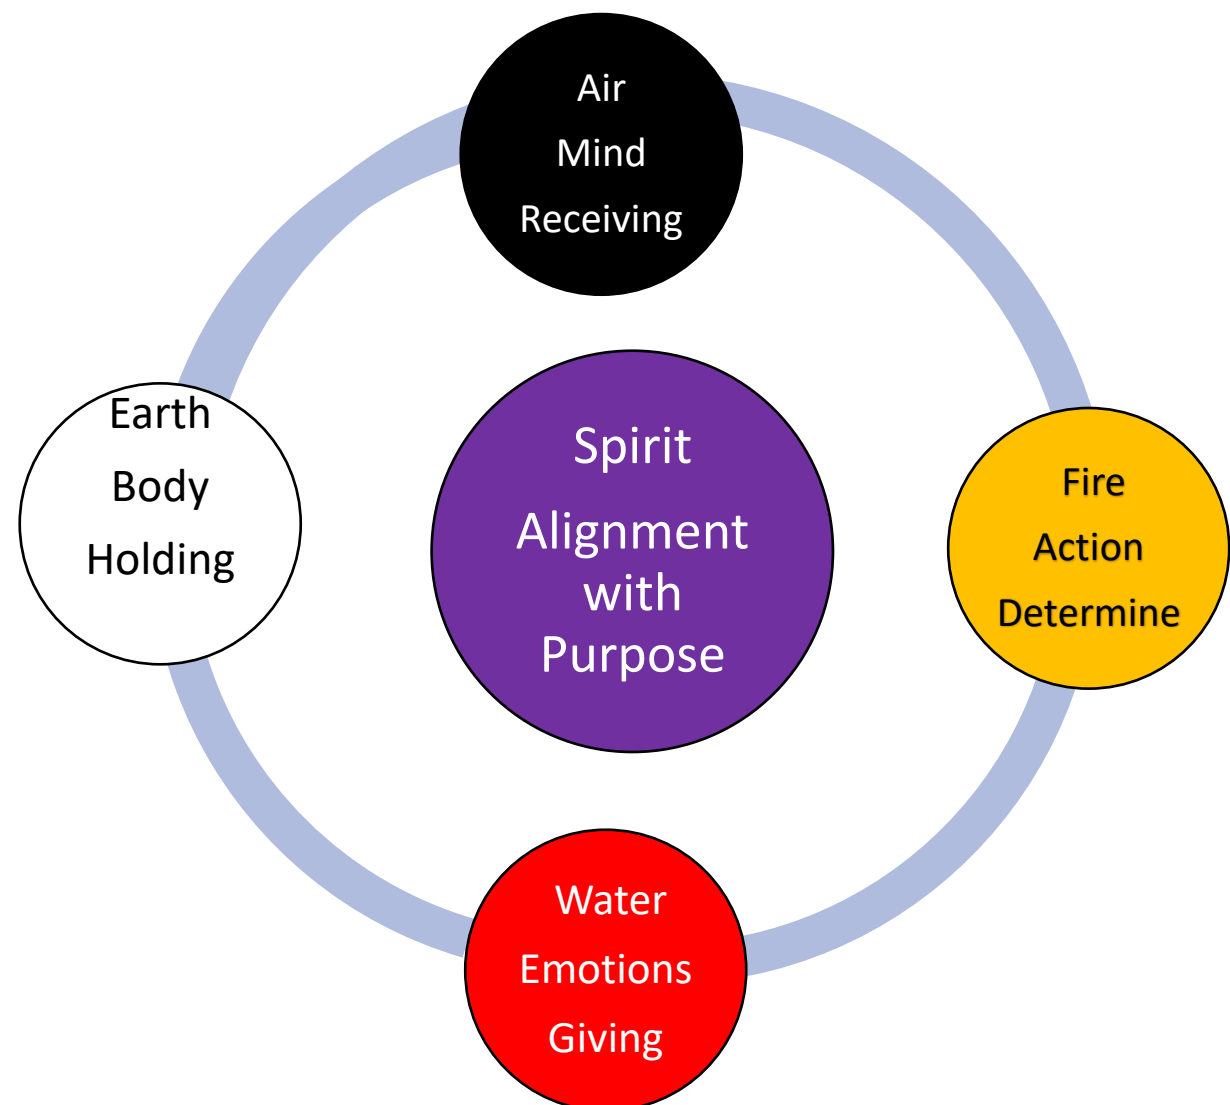 Air
Mind
Receiving
Earth
Body
Holding
Spirit
Alignment
with
Purpose
Fire
Action
Determine
Water
Emotions
Giving